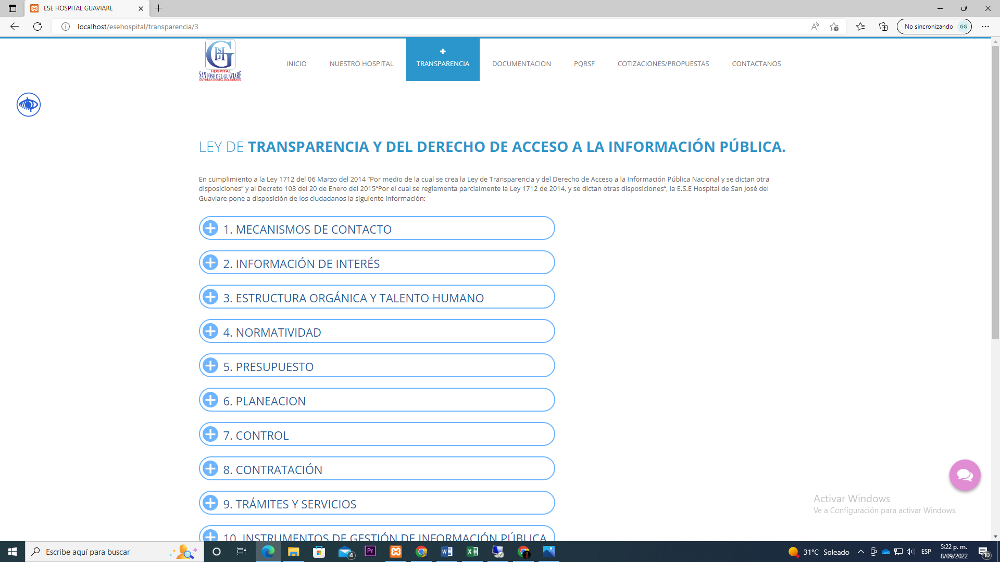 ESE HOSPITAL GUAVIARE
localhost/esehospital/transparencia/3
No sincronizando GG
HOSPITAL
SAN JOSÉ DEL GUAVIARE
EMPRESA SOCIAL DEL ESTADO
INICIO
NUESTRO HOSPITAL
TRANSPARENCIA
DOCUMENTACION
PQRSF
COTIZACIONES/PROPUESTAS
CONTACTANOS
LEY DE TRANSPARENCIA Y DEL DERECHO DE ACCESO A LA INFORMACIÓN PÚBLICA.
En cumplimiento a la Ley 1712 del 06 Marzo del 2014 “Por medio de la cual se crea la Ley de Transparencia y del Derecho de Acceso a la Información Pública Nacional y se dictan otra
disposiciones“ y al Decreto 103 del 20 de Enero del 2015“Por el cual se reglamenta parcialmente la Ley 1712 de 2014, y se dictan otras disposiciones“, la E.S.E Hospital de San José del
Guaviare pone a disposición de los ciudadanos la siguiente información:
1. MECANISMOS DE CONTACTO
2. INFORMACIÓN DE INTERÉS
3. ESTRUCTURA ORGÁNICA Y TALENTO HUMANO
4. NORMATIVIDAD
5. PRESUPUESTO
6. PLANEACION
7. CONTROL
8. CONTRATACIÓN
9. TRÁMITES Y SERVICIOS
10. INSTRUMENTOS DE GESTIÓN DE INFORMACIÓN PÚBLICA
Activar Windows
Ve a Configuración para activar Windows.
Escribe aquí para buscar
4
Pr
31°C Soleado
ESP
5:22 p. m.
8/09/2022
10